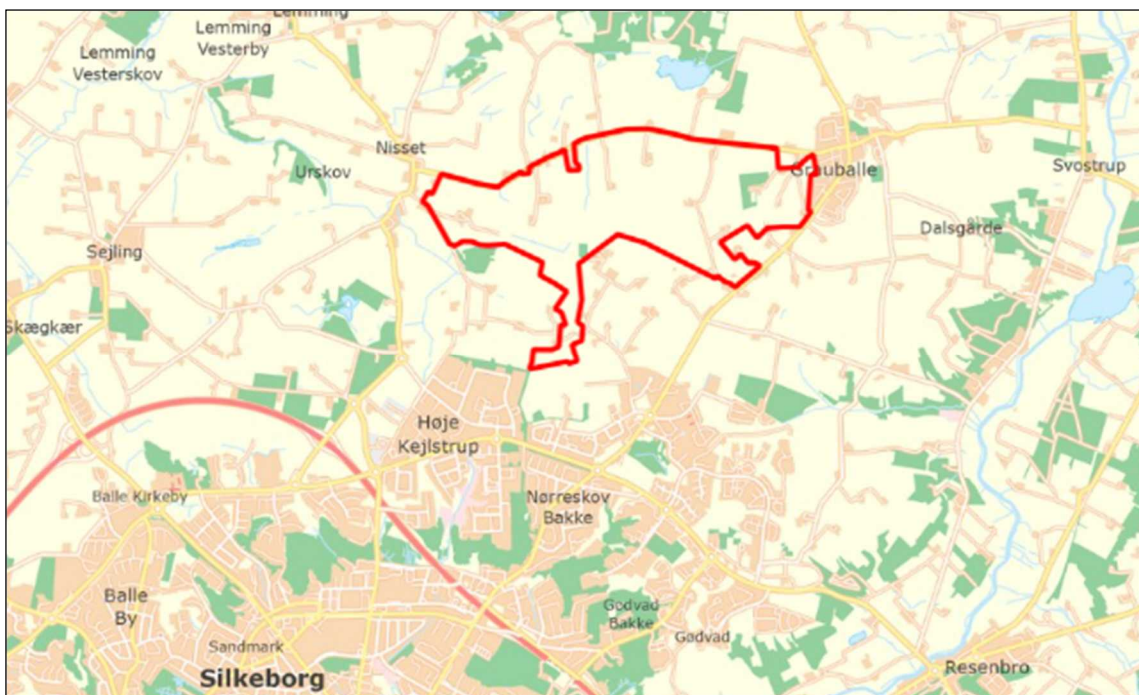 Lemming
Lemming
Vesterby
Lemming
Vesterskov
Nisset
Urskov
Grauballe
Svostrup
Dalsgårde
Sejling
Skægkær
Høje
Kejlstrup
Balle Kirkeby
Nørreskov
Bakke
Balle
By
Gødvad
Bakke
Gødvad
Sandmark
Resenbro
Silkeborg